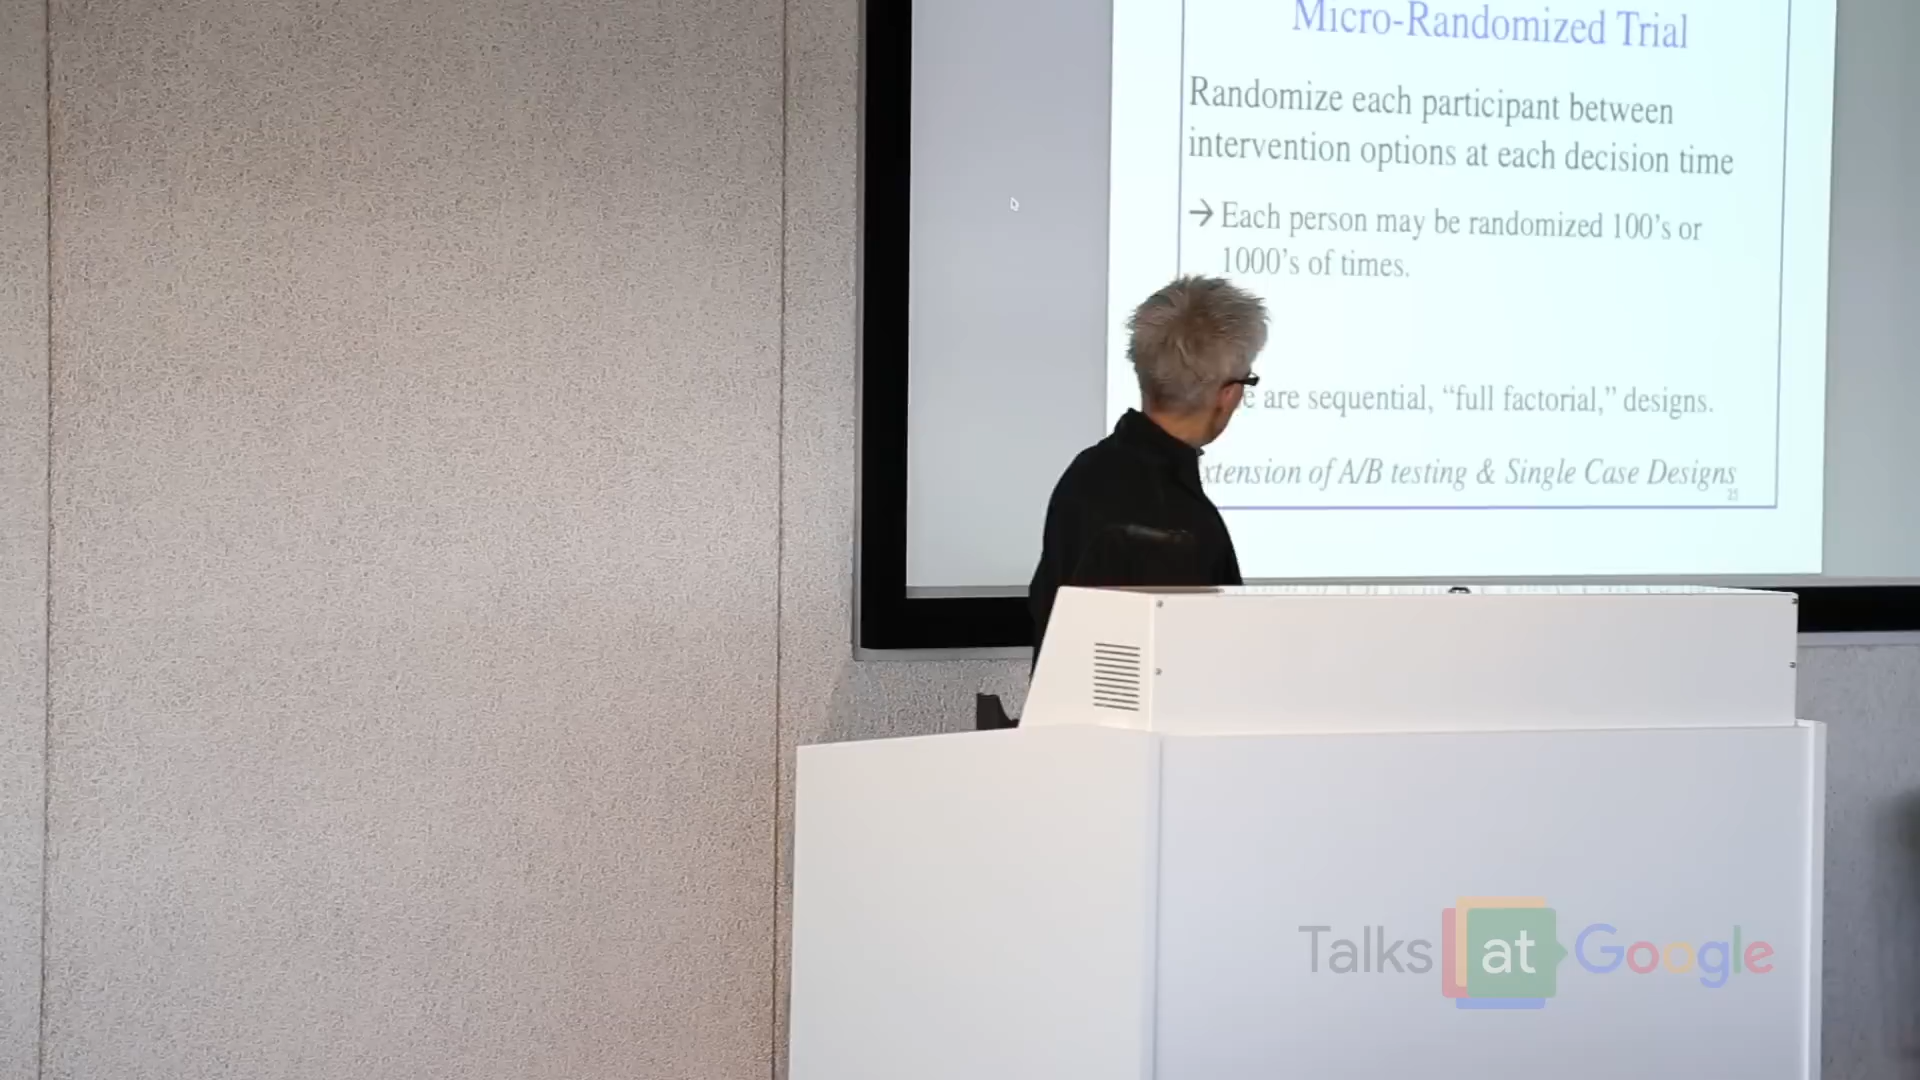 Micro-Randomized Trial
Randomize each participant between
intervention options at each decision time
→ Each person may be randomized 100's or
1000's of times.
are sequential, “full factorial,” designs.
of A/B testing & Single Case Designs
25
Talks at Google